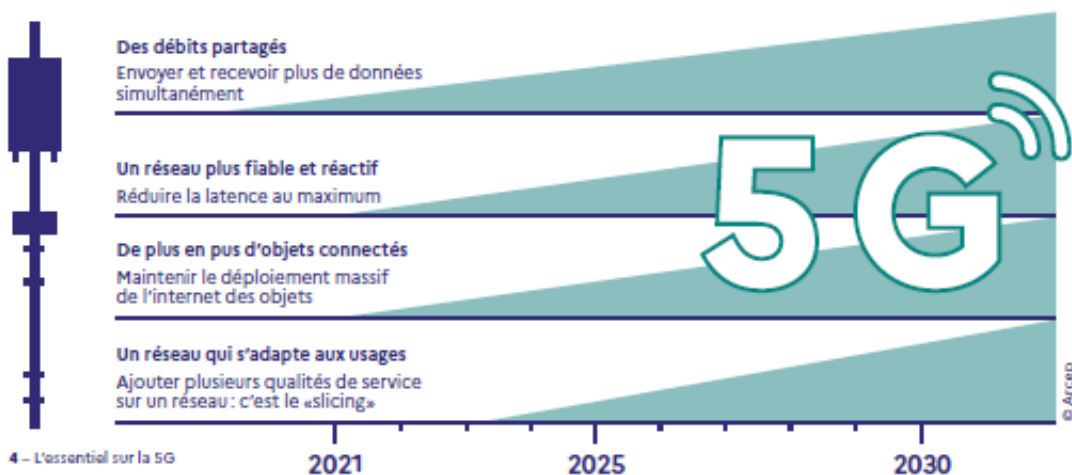 Des débits partagés
Envoyer et recevoir plus de données
simultanément
Un réseau plus fiable et réactif
Réduire la latence au maximum
De plus en pus d'objets connectés
Maintenir le déploiement massif
de l'internet des objets
Un réseau qui s'adapte aux usages
Ajouter plusieurs qualités de service
sur un réseau : c'est le «slicing»
5G
© Arcep
2021
2025
2030
4 – L'essentiel sur la 5G